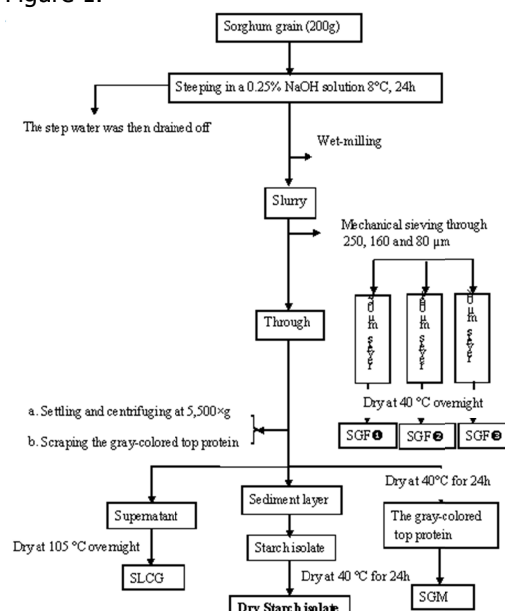 Figure 1.
Sorghum grain (200g)
Steeping in a 0.25% NaOH solution 8°C, 24h
The step water was then drained off
Wet-milling
Slurry
Mechanical sieving through
250, 160 and 80 µm
Through
µm
µm
µm
Dry at 40 °C overnight
SGF❶
SGF❷
SGF❸
a. Settling and centrifuging at 5,500×g
b. Scraping the gray-colored top protein
Dry at 40°C for 24h
Supernatant
Sediment layer
The gray-colored
top protein
Dry at 105 °C overnight
Starch isolate
SLCG
Dry at 40 °C for 24h
SGM
Dry Starch isolate